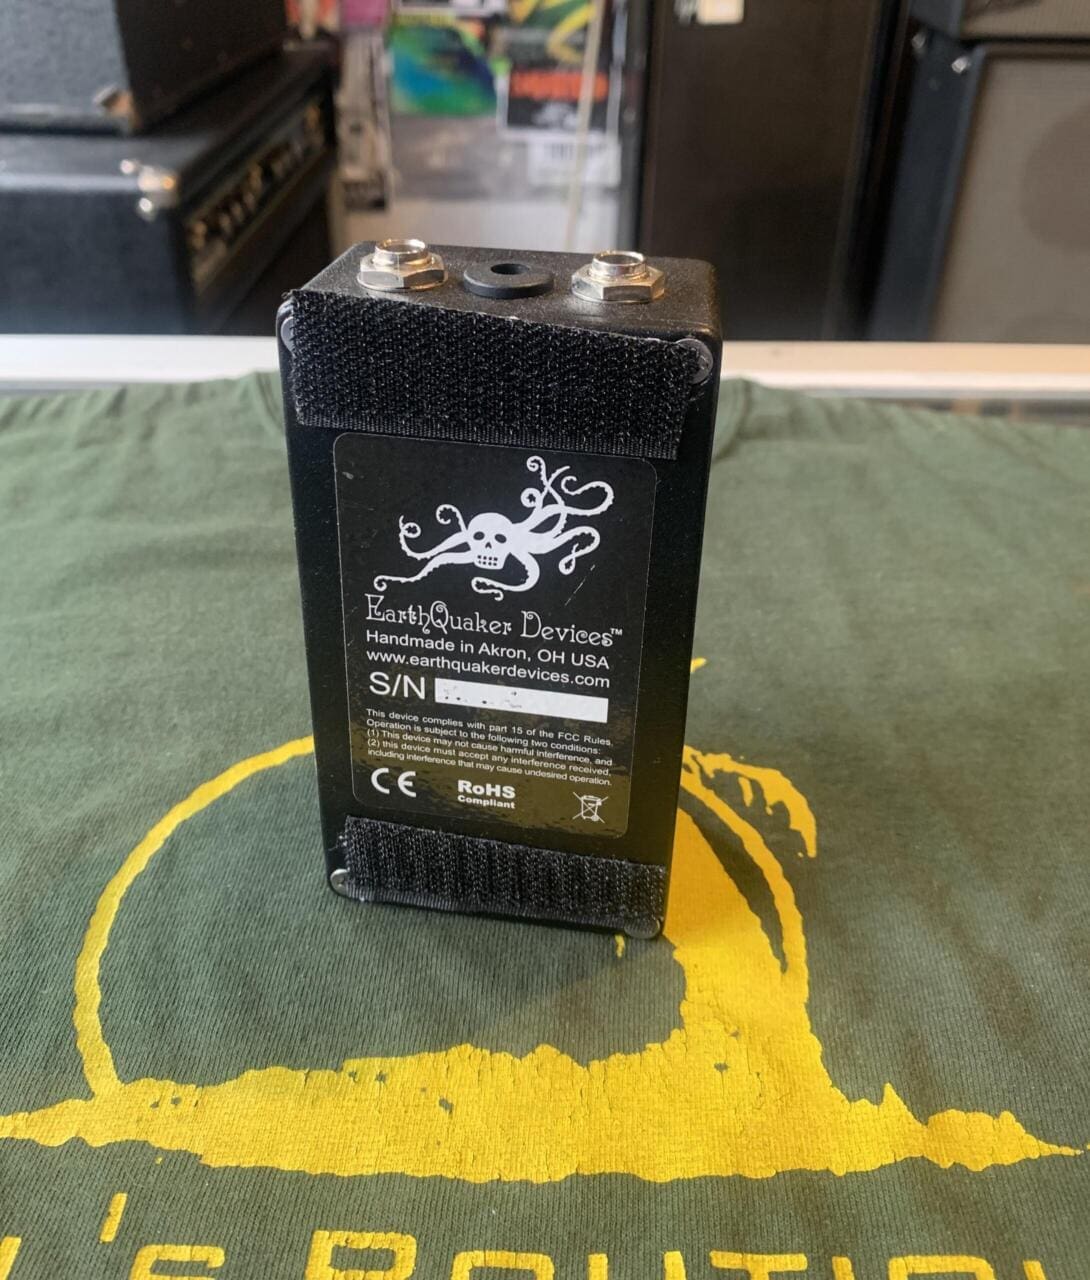 EarthQuaker Devices™
Handmade in Akron, OH USA
www.earthquakerdevices.com
S/N
This device complies with part 15 of the FCC Rules.
Operation is subject to the following two conditions:
(1) This device may not cause harmful interference, and
(2) this device must accept any interference received,
including interference that may cause undesired operation.
CE
RoHS
Compliant
's